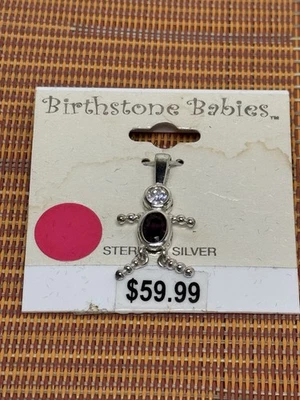 Birthstone Babies™
STERLING SILVER
$59.99